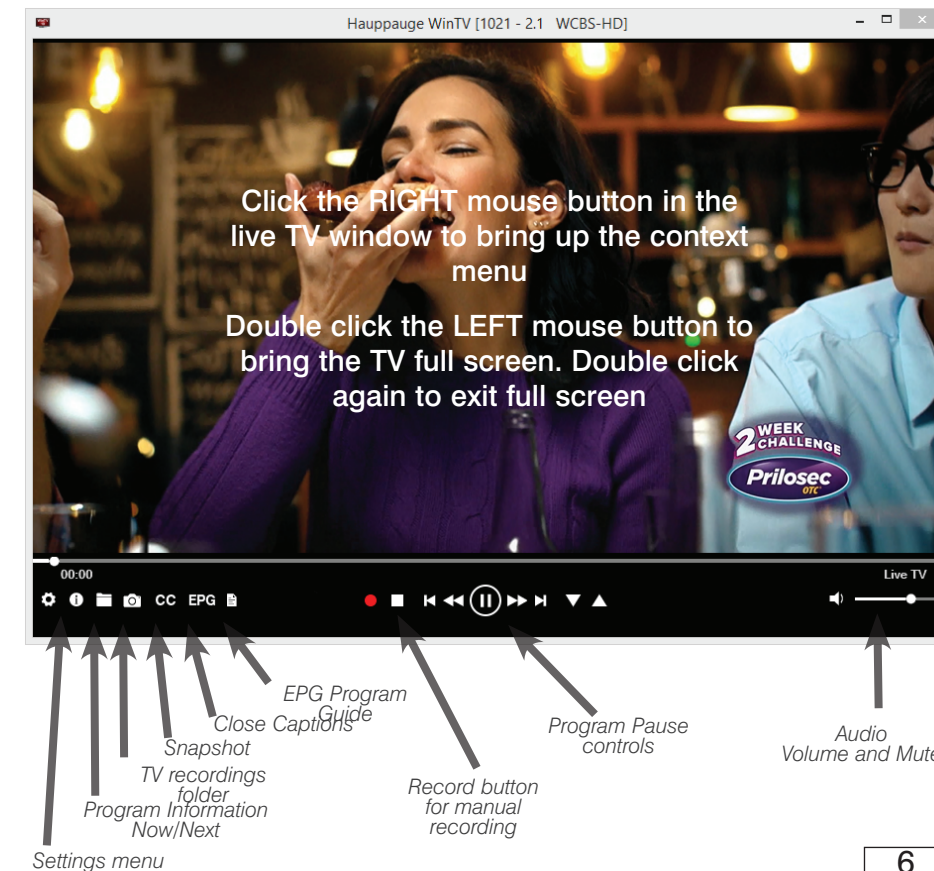 Hauppauge WinTV [1021 - 2.1 WCBS-HD]
Click the RIGHT mouse button in the
live TV window to bring up the context
menu
Double click the LEFT mouse button to
bring the TV full screen. Double click
again to exit full screen
2 WEEK
CHALLENGE
Prilosec
OTC
00:00
Live TV
CC EPG
EPG Program
Guide
Close Captions
Snapshot
TV recordings
folder
Program Information
Now/Next
Settings menu
Record button
for manual
recording
Program Pause
controls
Audio
Volume and Mute
6